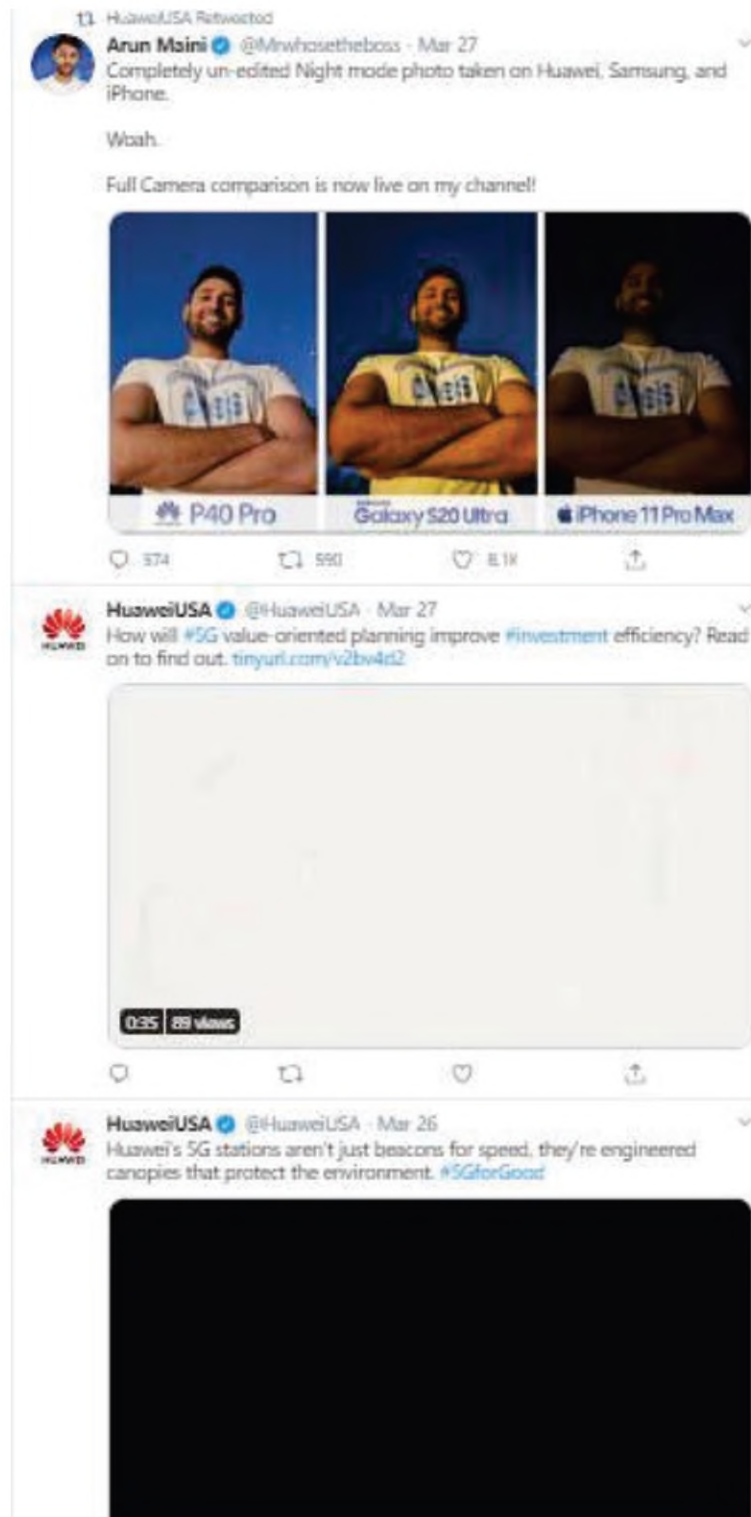 HuaweiUSA Retweeted
Arun Maini @Mrwhosetheboss · Mar 27
Completely un-edited Night mode photo taken on Huawei, Samsung, and
iPhone.
Woah.
Full Camera comparison is now live on my channel!
P40 Pro
Galaxy S20 Ultra
iPhone 11 Pro Max
574 590 8.1K
HuaweiUSA @HuaweiUSA · Mar 27
HUAWEI
How will #5G value-oriented planning improve #investment efficiency? Read
on to find out. tinyurl.com/v2bv4d2
0:35 89 views
HuaweiUSA @HuaweiUSA · Mar 26
HUAWEI
Huawei's 5G stations aren't just beacons for speed, they're engineered
canopies that protect the environment. #5GforGood